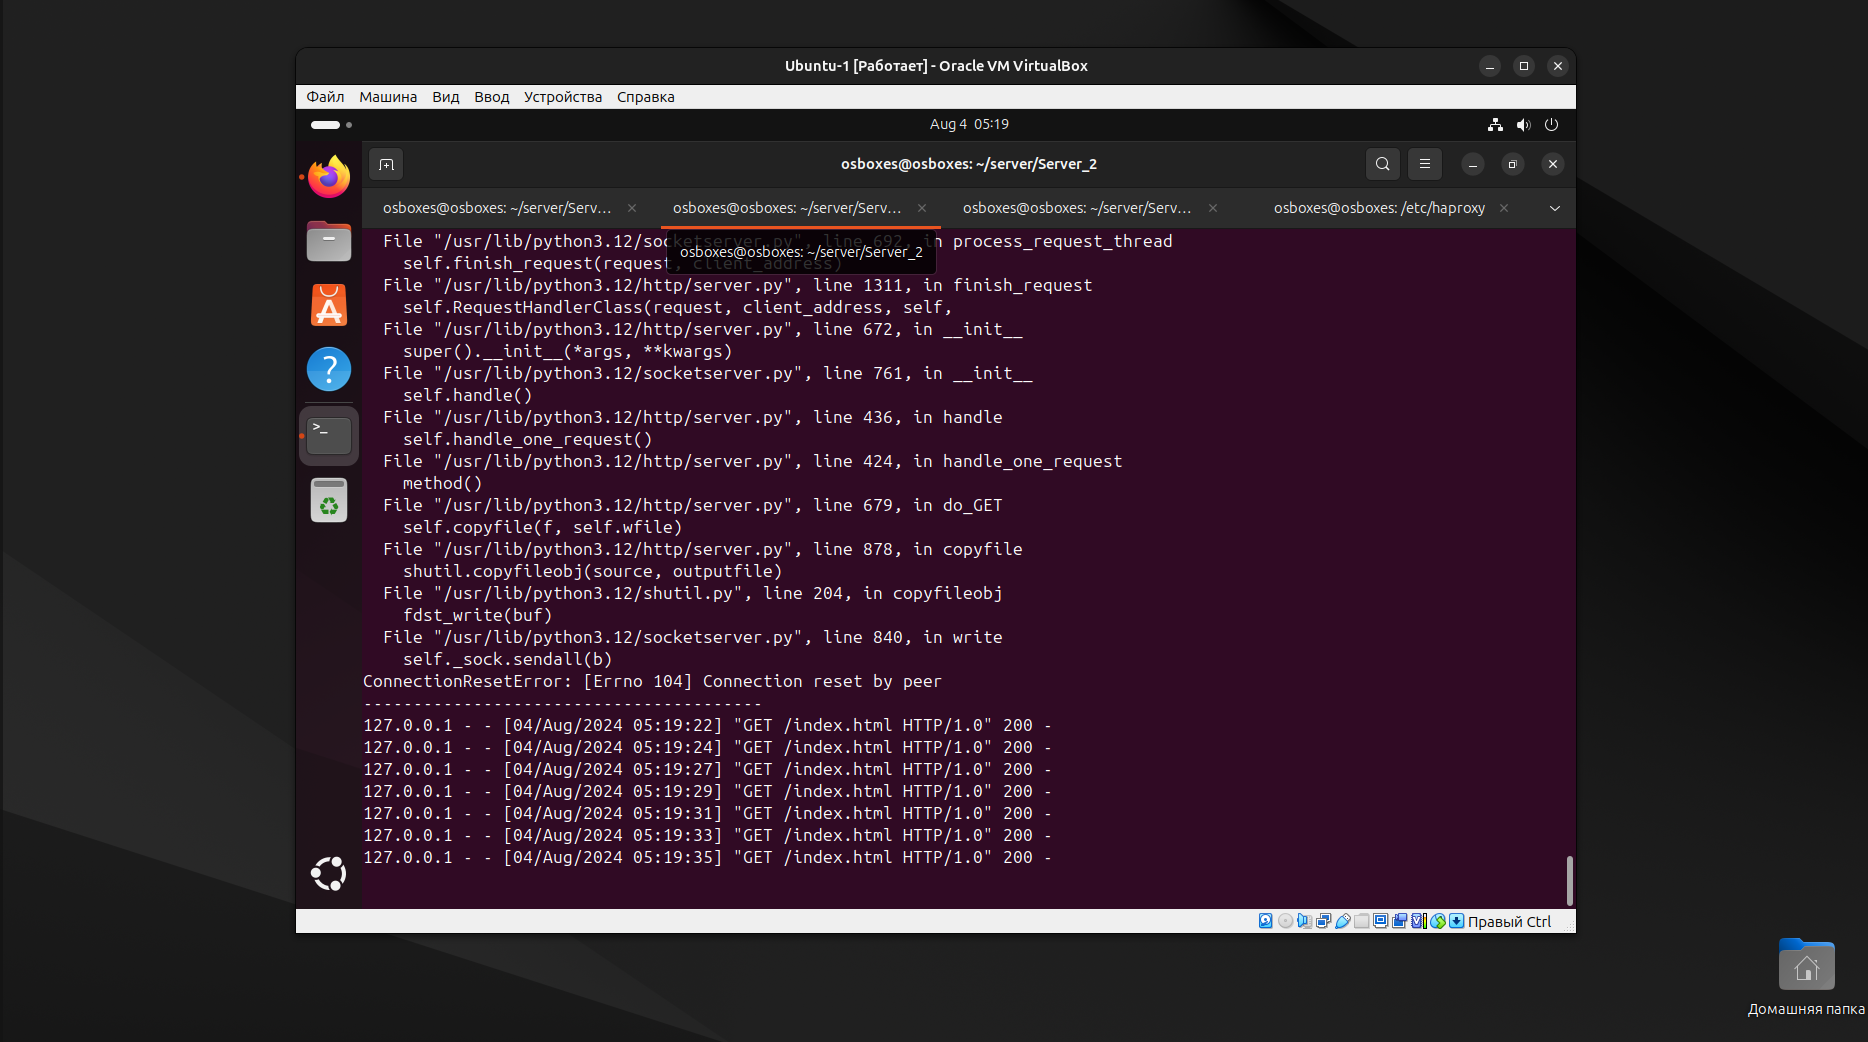 Ubuntu-1 [Работает] - Oracle VM VirtualBox
Файл Машина Вид Ввод Устройства Справка
Aug 4 05:19
osboxes@osboxes: ~/server/Server_2
osboxes@osboxes: ~/server/Serv... osboxes@osboxes: ~/server/Serv... osboxes@osboxes: ~/server/Serv... osboxes@osboxes: /etc/haproxy
File "/usr/lib/python3.12/socketserver.py", line 692, in process_request_thread
osboxes@osboxes: ~/server/Server_2
self.finish_request(request, client_address)
File "/usr/lib/python3.12/http/server.py", line 1311, in finish_request
self.RequestHandlerClass(request, client_address, self,
File "/usr/lib/python3.12/http/server.py", line 672, in __init__
super().__init__(*args, **kwargs)
File "/usr/lib/python3.12/socketserver.py", line 761, in __init__
self.handle()
File "/usr/lib/python3.12/http/server.py", line 436, in handle
self.handle_one_request()
File "/usr/lib/python3.12/http/server.py", line 424, in handle_one_request
method()
File "/usr/lib/python3.12/http/server.py", line 679, in do_GET
self.copyfile(f, self.wfile)
File "/usr/lib/python3.12/http/server.py", line 878, in copyfile
shutil.copyfileobj(source, outputfile)
File "/usr/lib/python3.12/shutil.py", line 204, in copyfileobj
fdst_write(buf)
File "/usr/lib/python3.12/socketserver.py", line 840, in write
self._sock.sendall(b)
ConnectionResetError: [Errno 104] Connection reset by peer
----------------------------------------
127.0.0.1 - - [04/Aug/2024 05:19:22] "GET /index.html HTTP/1.0" 200 -
127.0.0.1 - - [04/Aug/2024 05:19:24] "GET /index.html HTTP/1.0" 200 -
127.0.0.1 - - [04/Aug/2024 05:19:27] "GET /index.html HTTP/1.0" 200 -
127.0.0.1 - - [04/Aug/2024 05:19:29] "GET /index.html HTTP/1.0" 200 -
127.0.0.1 - - [04/Aug/2024 05:19:31] "GET /index.html HTTP/1.0" 200 -
127.0.0.1 - - [04/Aug/2024 05:19:33] "GET /index.html HTTP/1.0" 200 -
127.0.0.1 - - [04/Aug/2024 05:19:35] "GET /index.html HTTP/1.0" 200 -
Правый Ctrl
Домашняя папка